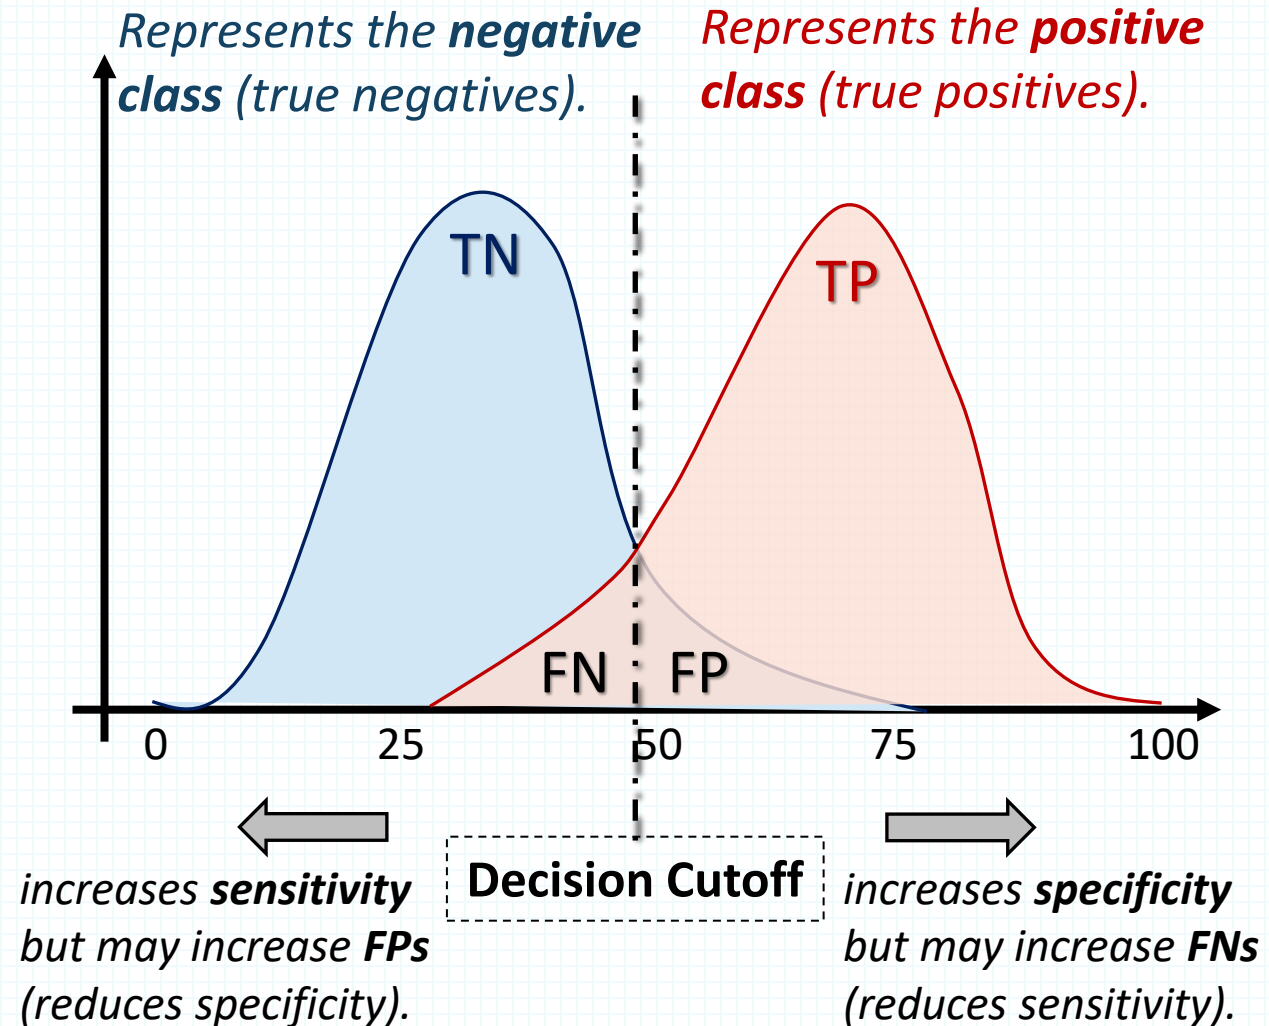 Represents the negative
class (true negatives).
Represents the positive
class (true positives).
TN
TP
FN
FP
0
25
50
75
100
Decision Cutoff
increases sensitivity
but may increase FPs
(reduces specificity).
increases specificity
but may increase FNs
(reduces sensitivity).